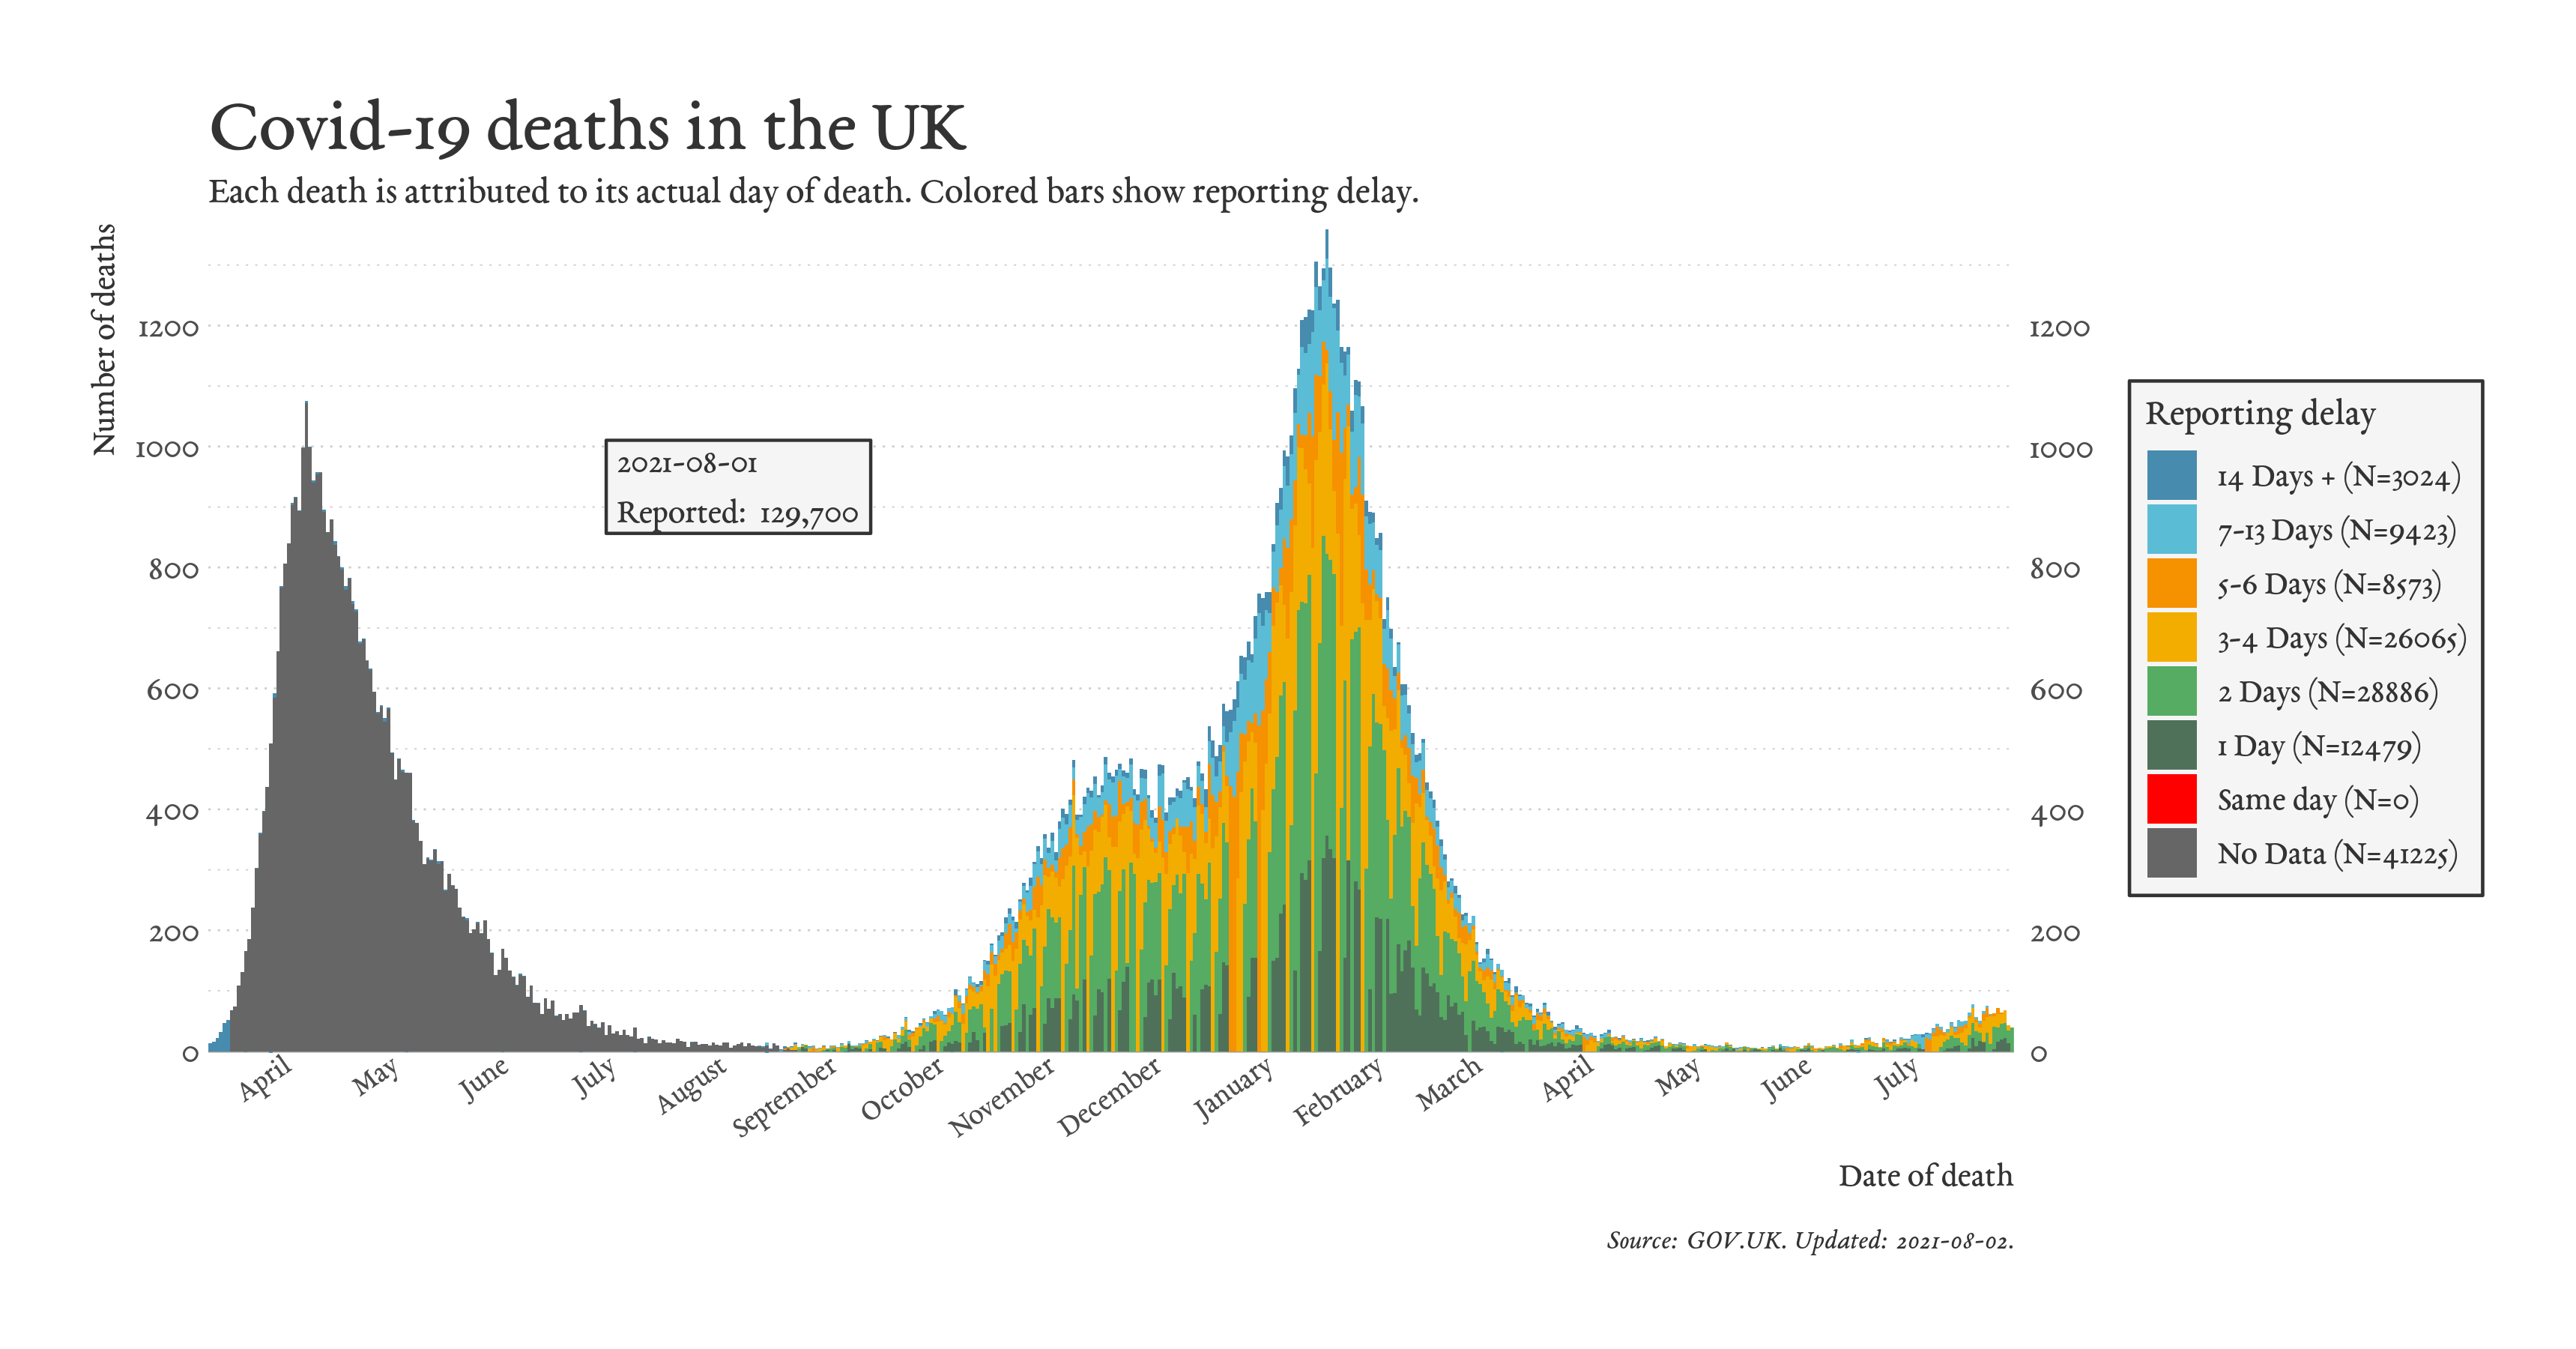 Covid-19 deaths in the UK
Each death is attributed to its actual day of death. Colored bars show reporting delay.
Number of deaths
1200
1000
800
600
400
200
0
2021-08-01
Reported: 129,700
1200
1000
800
600
400
200
0
April
May
June
July
August
September
October
November
December
January
February
March
April
May
June
July
Date of death
Reporting delay
14 Days + (N=3024)
7-13 Days (N=9423)
5-6 Days (N=8573)
3-4 Days (N=26065)
2 Days (N=28886)
1 Day (N=12479)
Same day (N=0)
No Data (N=41225)
Source: GOV.UK. Updated: 2021-08-02.